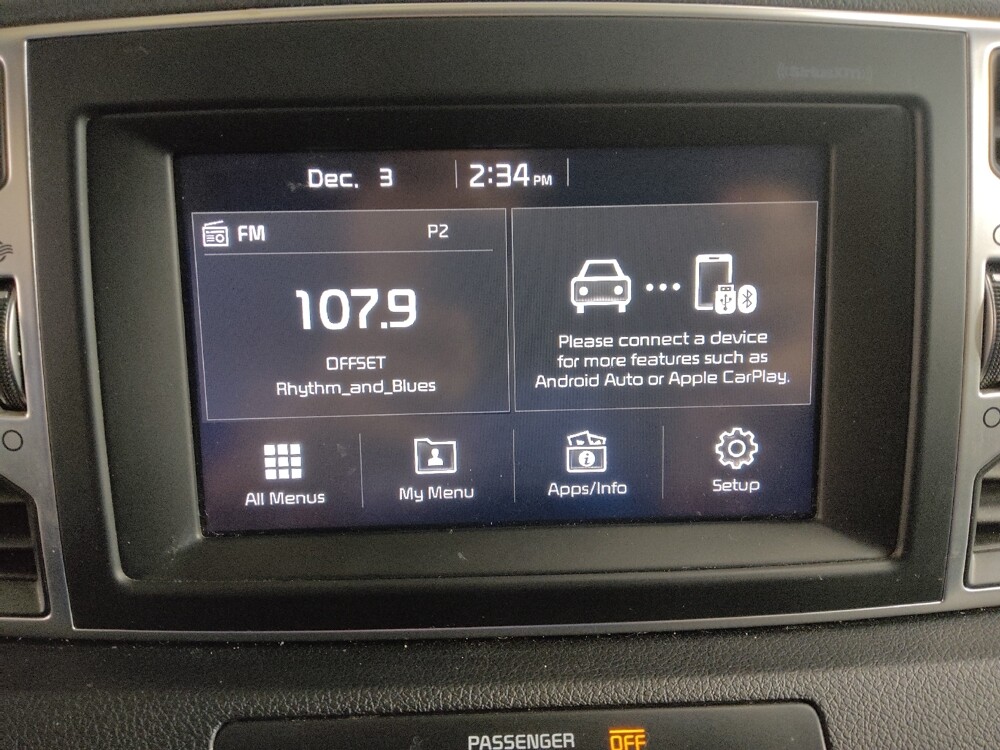 SiriusXM
Dec. 3 2:34 PM
FM P2
107.9
OFFSET
Rhythm_and_Blues
Please connect a device
for more features such as
Android Auto or Apple CarPlay.
All Menus
My Menu
Apps/Info
Setup
PASSENGER OFF